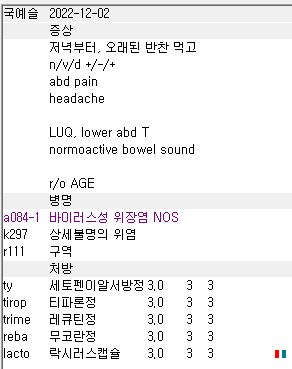 국예슬 2022-12-02
증상
저녁부터, 오래된 반찬 먹고
n/v/d +/-/+
abd pain
headache
LUQ, lower abd T
normoactive bowel sound
r/o AGE
병명
a084-1 바이러스성 위장염 NOS
k297 상세불명의 위염
r111 구역
처방
ty 세토펜이알서방정 3,0 3 3
tirop 티파론정 3,0 3 3
trime 레큐틴정 3,0 3 3
reba 무코란정 3,0 3 3
lacto 락시러스캡슐 3,0 3 3